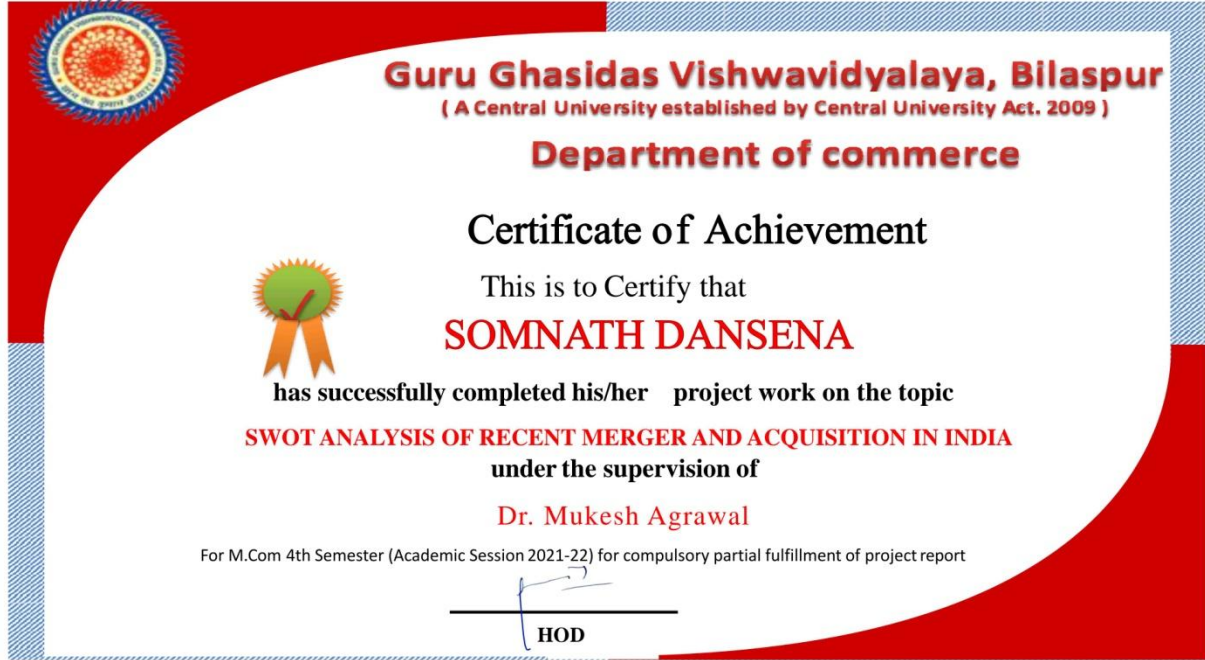 Guru Ghasidas Vishwavidyalaya, Bilaspur
( A Central University established by Central University Act. 2009 )
Department of commerce
Certificate of Achievement
This is to Certify that
SOMNATH DANSENA
has successfully completed his/her project work on the topic
SWOT ANALYSIS OF RECENT MERGER AND ACQUISITION IN INDIA
under the supervision of
Dr. Mukesh Agrawal
For M.Com 4th Semester (Academic Session 2021-22) for compulsory partial fulfillment of project report
HOD